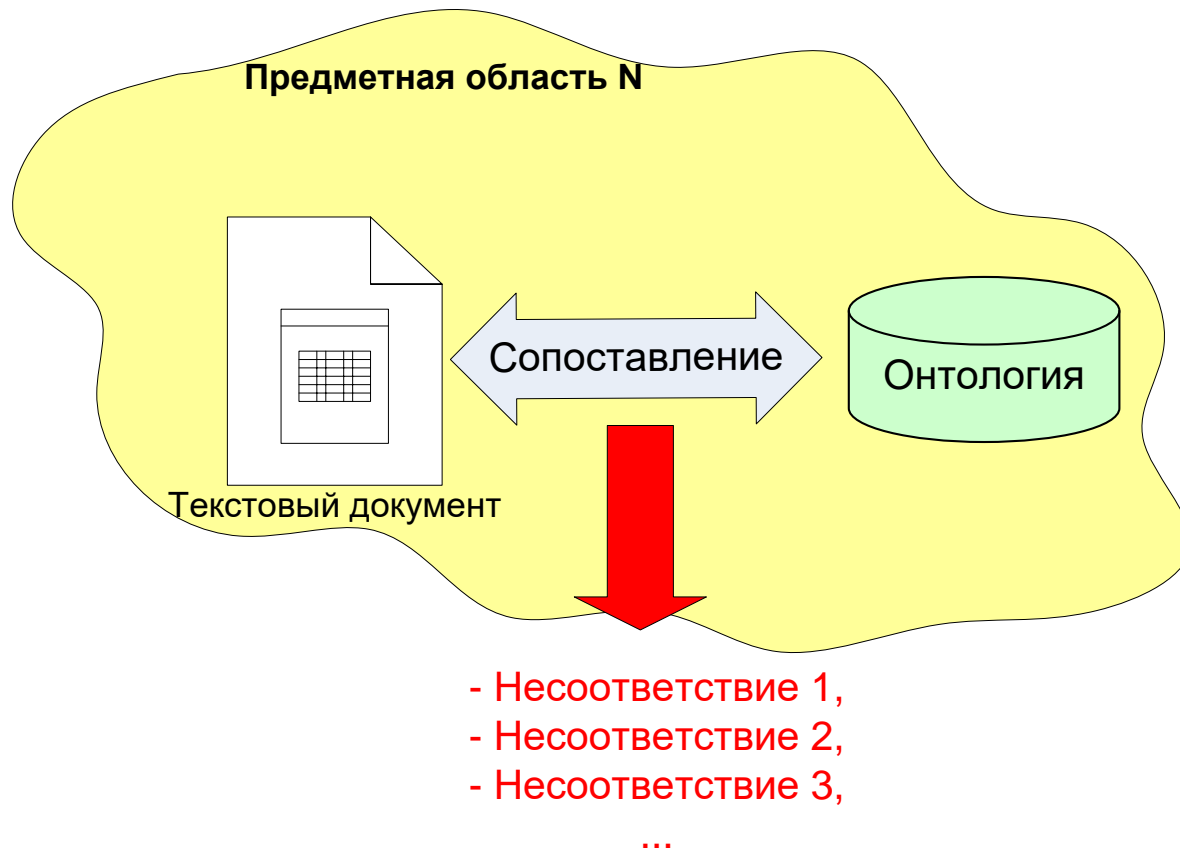 Предметная область N
Сопоставление
Онтология
Текстовый документ
- Несоответствие 1,
- Несоответствие 2,
- Несоответствие 3,
...